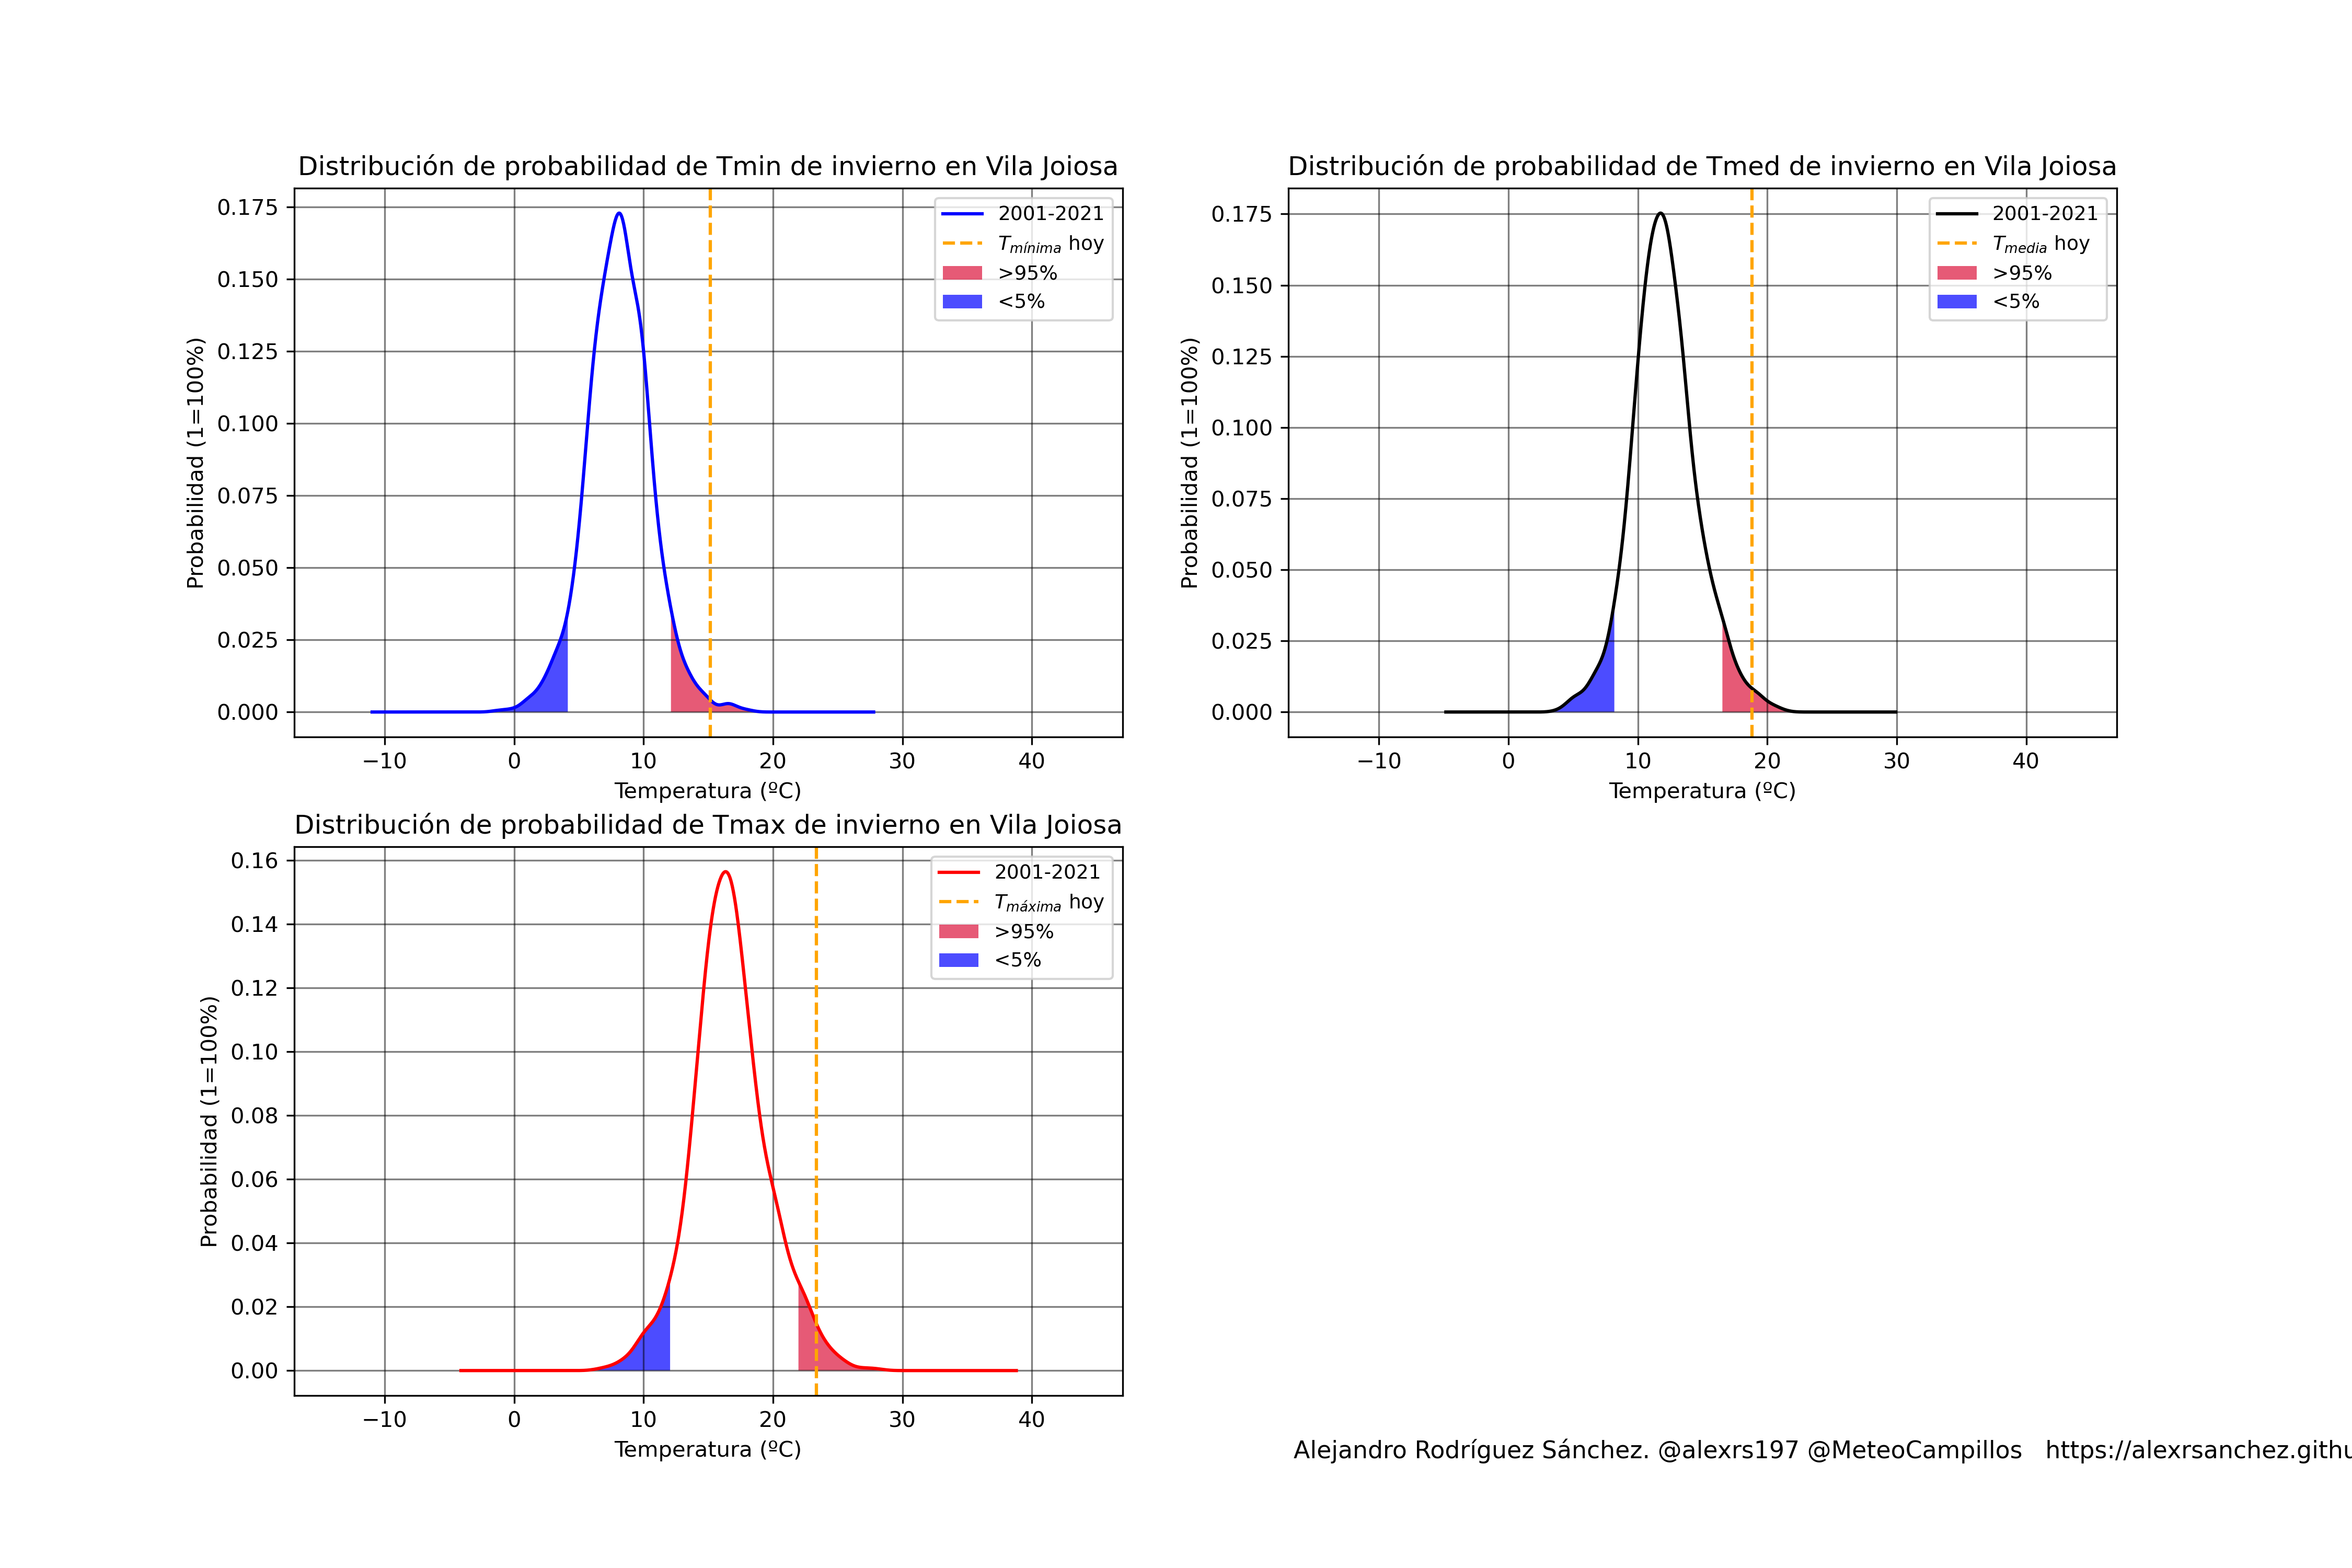 Distribución de probabilidad de Tmin de invierno en Vila Joiosa
Probabilidad (1=100%)
0.175
0.150
0.125
0.100
0.075
0.050
0.025
0.000
−10 0 10 20 30 40
Temperatura (ºC)
2001-2021
Tmínima hoy
>95%
<5%
Distribución de probabilidad de Tmed de invierno en Vila Joiosa
Probabilidad (1=100%)
0.175
0.150
0.125
0.100
0.075
0.050
0.025
0.000
−10 0 10 20 30 40
Temperatura (ºC)
2001-2021
Tmedia hoy
>95%
<5%
Distribución de probabilidad de Tmax de invierno en Vila Joiosa
Probabilidad (1=100%)
0.16
0.14
0.12
0.10
0.08
0.06
0.04
0.02
0.00
−10 0 10 20 30 40
Temperatura (ºC)
2001-2021
Tmáxima hoy
>95%
<5%
Alejandro Rodríguez Sánchez. @alexrs197 @MeteoCampillos https://alexrsanchez.githu